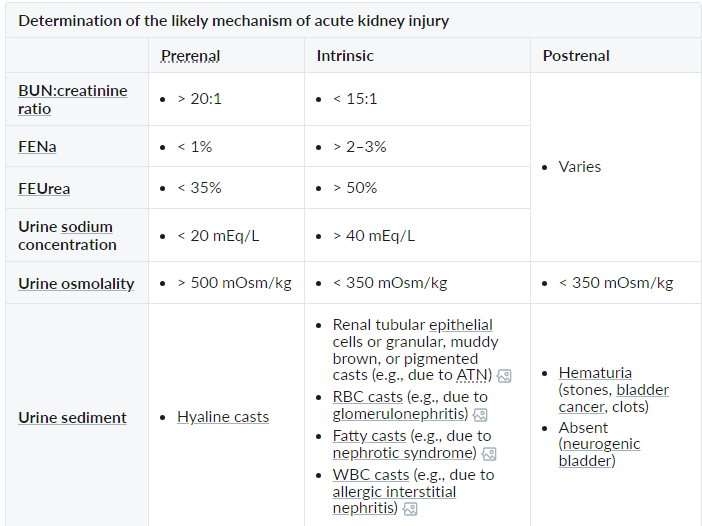 Determination of the likely mechanism of acute kidney injury
Prerenal
Intrinsic
Postrenal
BUN:creatinine
ratio
• > 20:1
• < 15:1
• Varies
FENa
• < 1%
• > 2–3%
FEUrea
• < 35%
• > 50%
Urine sodium
concentration
• < 20 mEq/L
• > 40 mEq/L
Urine osmolality
• > 500 mOsm/kg
• < 350 mOsm/kg
• < 350 mOsm/kg
Urine sediment
• Hyaline casts
• Renal tubular epithelial
cells or granular, muddy
brown, or pigmented
casts (e.g., due to ATN)
• RBC casts (e.g., due to
glomerulonephritis)
• Fatty casts (e.g., due to
nephrotic syndrome)
• WBC casts (e.g., due to
allergic interstitial
nephritis)
• Hematuria
(stones, bladder
cancer, clots)
• Absent
(neurogenic
bladder)